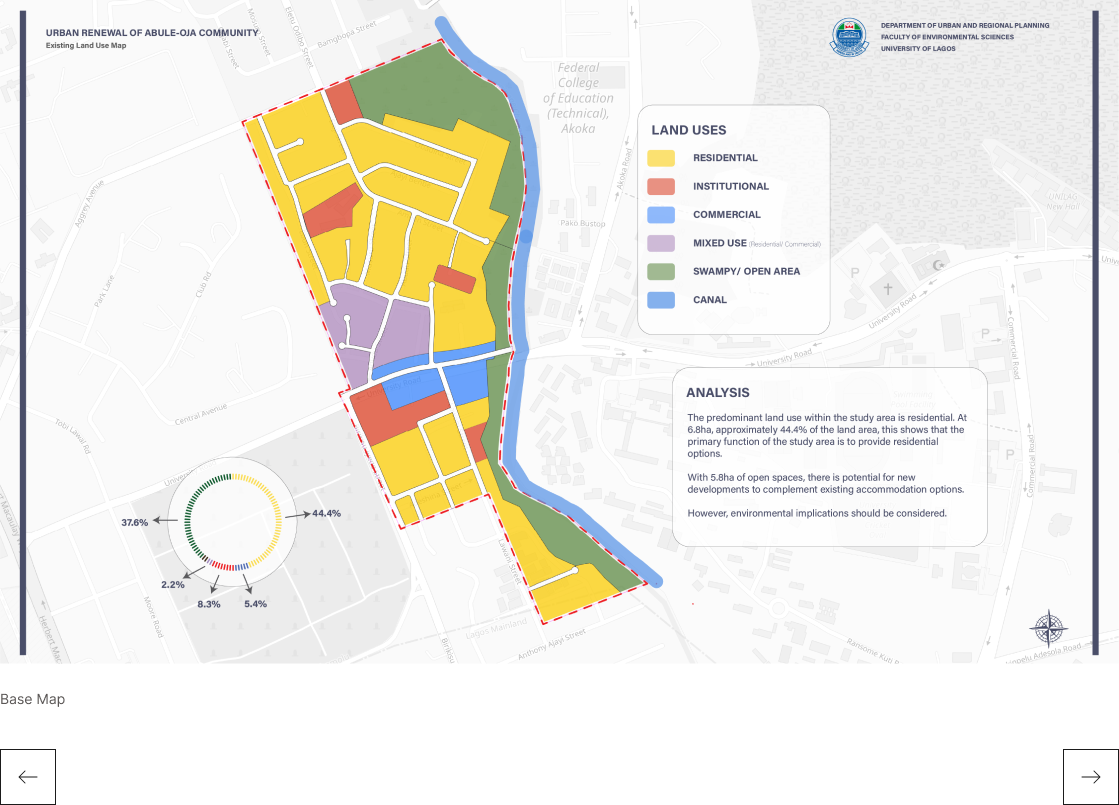 URBAN RENEWAL OF ABULE-OJA COMMUNITY
Existing Land Use Map
DEPARTMENT OF URBAN AND REGIONAL PLANNING
FACULTY OF ENVIRONMENTAL SCIENCES
UNIVERSITY OF LAGOS
Bamgbopa Street
Federal
College
of Education
(Technical),
Akoka
Akoka Road
Pako Bustop
Aggrey Avenue
Park Lane
Club Rd
Central Avenue
Tobi Lawal Rd
LAND USES
RESIDENTIAL
INSTITUTIONAL
COMMERCIAL
MIXED USE (Residential/ Commercial)
SWAMPY/ OPEN AREA
CANAL
UNILAG
New Hall
P
University Road
University Road
P
Commercial Road
P
Commercial Road
ANALYSIS
The predominant land use within the study area is residential. At
6.8ha, approximately 44.4% of the land area, this shows that the
primary function of the study area is to provide residential
options.
With 5.8ha of open spaces, there is potential for new
developments to complement existing accommodation options.
However, environmental implications should be considered.
37.6%
44.4%
2.2%
8.3%
5.4%
Moore Road
Lagos Mainland
Anthony Ajayi Street
Base Map